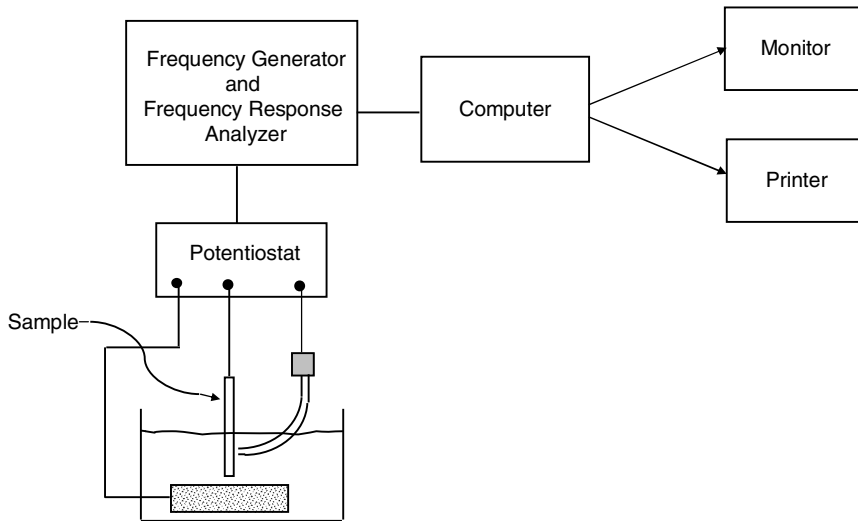 Frequency Generator
and
Frequency Response
Analyzer
Computer
Monitor
Printer
Potentiostat
Sample